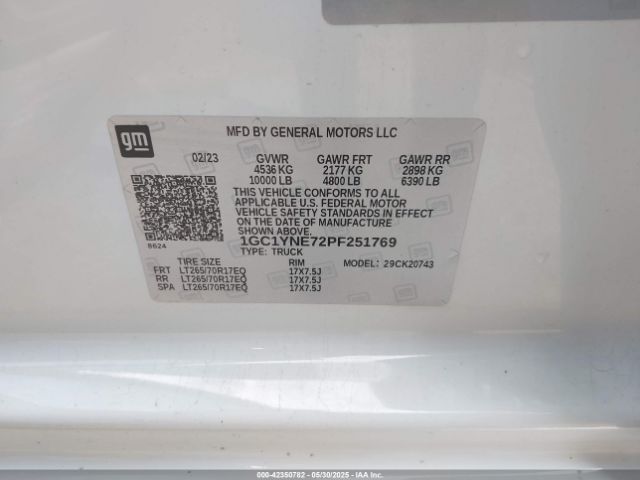 gm
MFD BY GENERAL MOTORS LLC
02/23 GVWR GAWR FRT GAWR RR
4536 KG 2177 KG 2898 KG
10000 LB 4800 LB 6390 LB
THIS VEHICLE CONFORMS TO ALL
APPLICABLE U.S. FEDERAL MOTOR
VEHICLE SAFETY STANDARDS IN EFFECT
ON THE DATE OF MANUFACTURE
SHOWN ABOVE.
8624
1GC1YNE72PF251769
TYPE: TRUCK
TIRE SIZE RIM MODEL: 29CK20743
FRT LT265/70R17EQ 17X7.5J
RR LT265/70R17EQ 17X7.5J
SPA LT265/70R17EQ 17X7.5J
000-42350782 - 05/30/2025 - COPYRIGHT IAA, LLC.